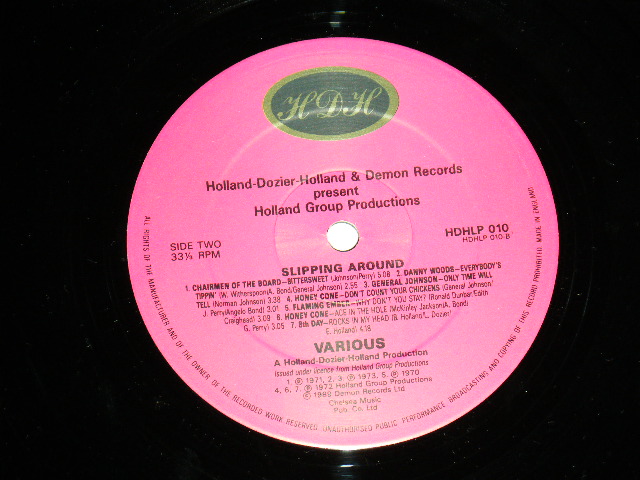 HDH
Holland-Dozier-Holland & Demon Records
present
Holland Group Productions
SIDE TWO
33⅓ RPM
HDHLP 010
HDHLP 010-B
SLIPPING AROUND
1. CHAIRMEN OF THE BOARD—BITTERSWEET (Johnson/Perry) 5.08 2. DANNY WOODS—EVERYBODY'S
TIPPIN' (W. Witherspoon/A. Bond/General Johnson) 2.55 3. GENERAL JOHNSON—ONLY TIME WILL
TELL (Norman Johnson) 3.38 4. HONEY CONE—DON'T COUNT YOUR CHICKENS (General Johnson/
J. Perry/Angelo Bond) 3.01 5. FLAMING EMBER—WHY DON'T YOU STAY? (Ronald Dunbar/Edith
Craighead) 3.09 6. HONEY CONE—ACE IN THE HOLE (McKinley Jackson/N. Johnson/
G. Perry) 3.05 7. 8th DAY—ROCKS IN MY HEAD (B. Holland/L. Dozier/
E. Holland) 4.18
VARIOUS
A Holland-Dozier-Holland Production
Issued under licence from Holland Group Productions
1. ℗ 1971, 2. 3. ℗ 1973. 5. ℗ 1970
4, 6, 7. ℗ 1972 Holland Group Productions
© 1989 Demon Records Ltd
Chelsea Music
Pub. Co. Ltd
ALL RIGHTS OF THE MANUFACTURER AND OF THE OWNER OF THE RECORDED WORK RESERVED. UNAUTHORISED PUBLIC PERFORMANCE, BROADCASTING AND COPYING OF THIS RECORD PROHIBITED. MADE IN ENGLAND.